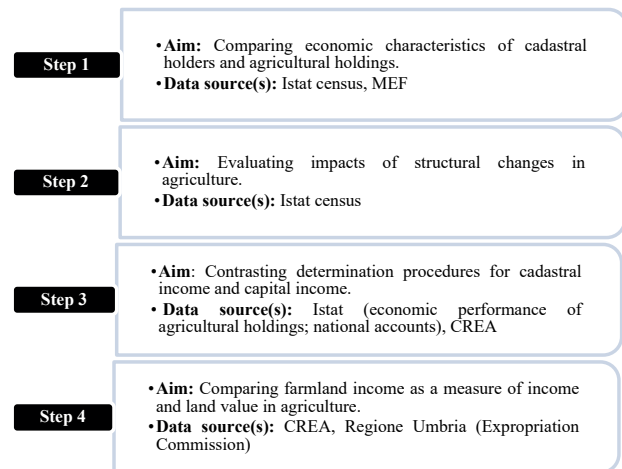 Step 1
•Aim: Comparing economic characteristics of cadastral
holders and agricultural holdings.
•Data source(s): Istat census, MEF
Step 2
•Aim: Evaluating impacts of structural changes in
agriculture.
•Data source(s): Istat census
Step 3
•Aim: Contrasting determination procedures for cadastral
income and capital income.
• Data source(s): Istat (economic performance of
agricultural holdings; national accounts), CREA
Step 4
•Aim: Comparing farmland income as a measure of income
and land value in agriculture.
•Data source(s): CREA, Regione Umbria (Expropriation
Commission)